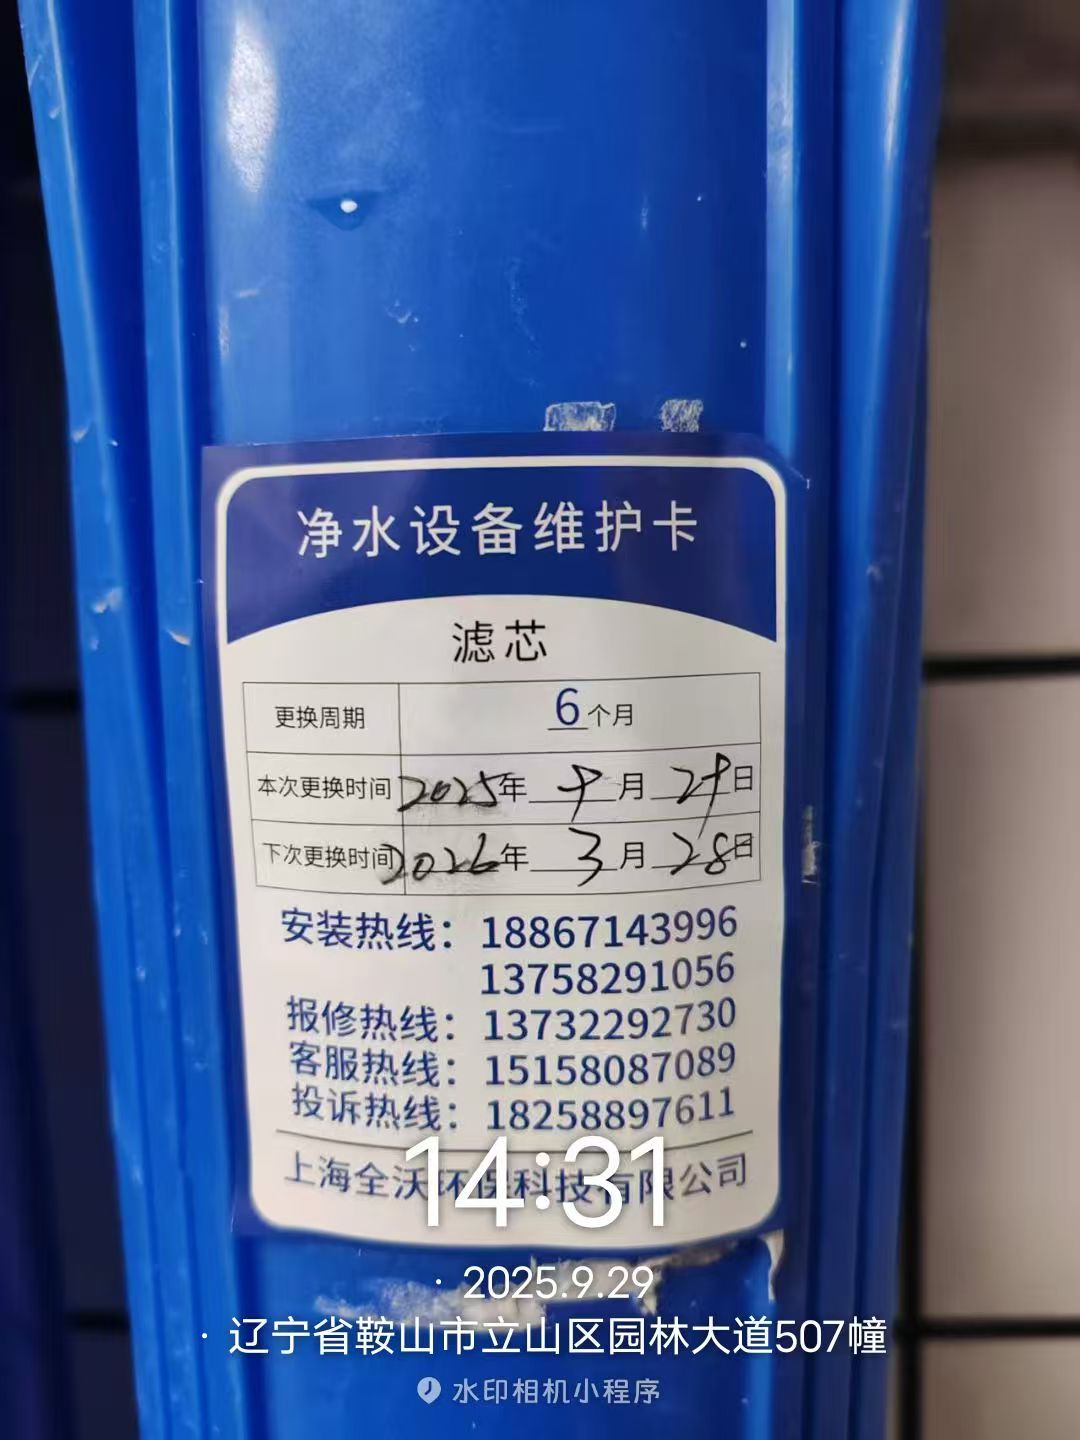 净水设备维护卡
滤芯
更换周期 6个月
本次更换时间 2025年 9月 29日
下次更换时间 2026年 3月 28日
安装热线：18867143996
13758291056
报修热线：13732292730
客服热线：15158087089
投诉热线：18258897611
上海全沃环保科技有限公司
14:31
· 2025.9.29
· 辽宁省鞍山市立山区园林大道507幢
水印相机小程序